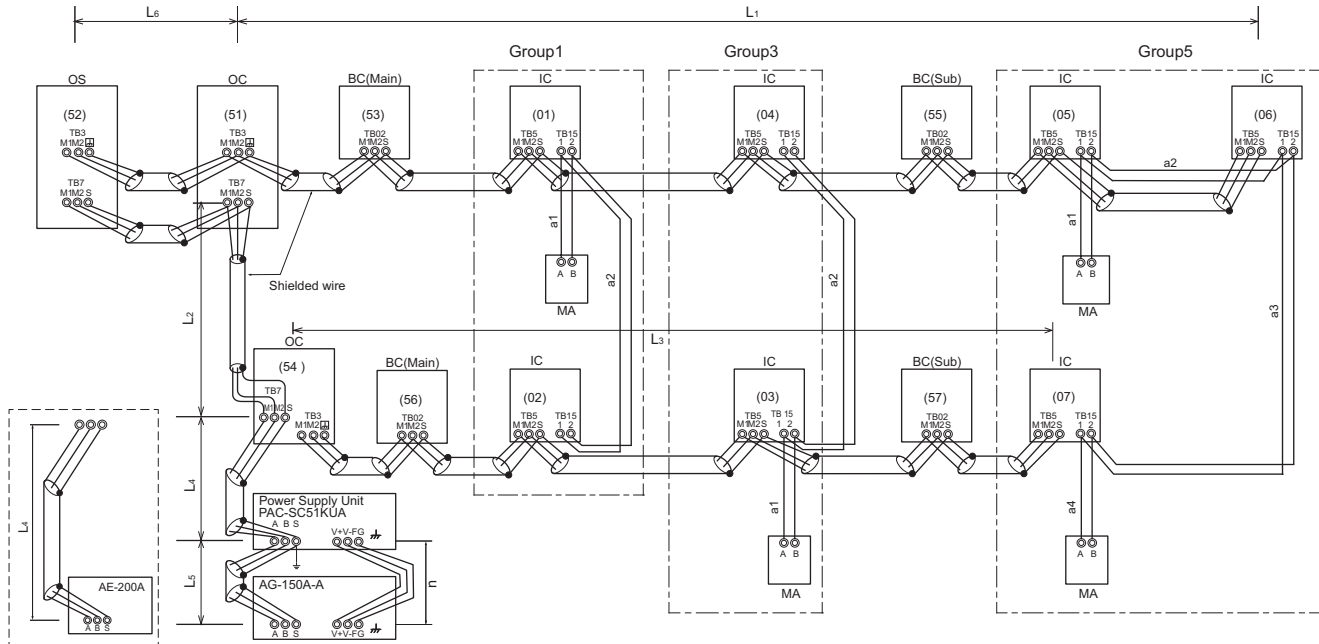 L6
L1
Group1
Group3
Group5
OS
OC
BC(Main)
IC
IC
BC(Sub)
IC
IC
(52)
(51)
(53)
(01)
(04)
(55)
(05)
(06)
TB3
M1M2
TB3
M1M2
TB02
M1M2S
TB5
M1M2S
TB15
1 2
TB5
M1M2S
TB15
1 2
TB02
M1M2S
TB5
M1M2S
TB15
1 2
TB5
M1M2S
TB15
1 2
a2
TB7
M1M2 S
TB7
M1M2 S
a1
a2
a2
a1
a3
A B
MA
A B
MA
Shielded wire
L2
L3
OC
BC(Main)
IC
IC
BC(Sub)
IC
(54 )
(56)
(02)
(03)
(57)
(07)
TB7
M1M2 S
TB3
M1M2
TB02
M1M2S
TB5
M1M2S
TB15
1 2
TB5
M1M2S
TB 15
1 2
TB02
M1M2S
TB5
M1M2S
TB15
1 2
L4
L4
a1
a4
Power Supply Unit
PAC-SC51KUA
A B S
V+V-FG
A B
MA
A B
MA
L5
n
AE-200A
A B S
AG-150A-A
A B S
V+V-FG